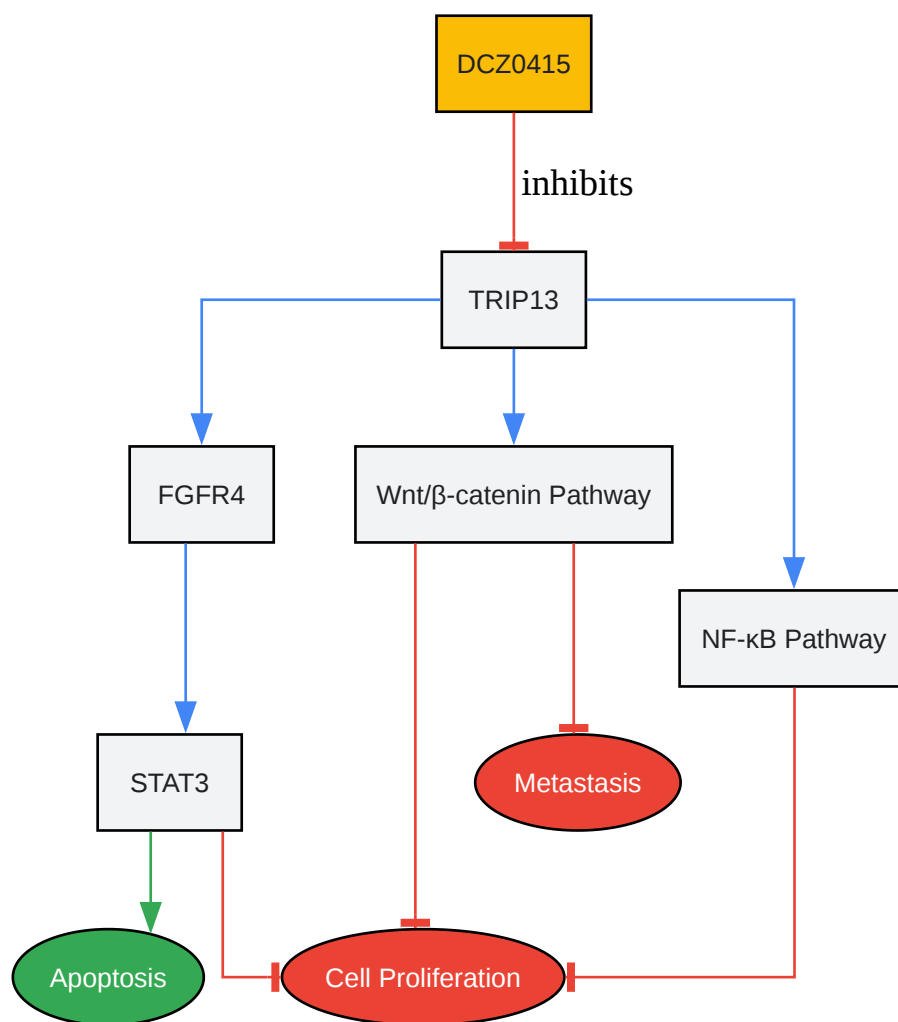 DCZ0415
inhibits
TRIP13
FGFR4
Wnt/β-catenin Pathway
NF-κB Pathway
STAT3
Metastasis
Apoptosis
Cell Proliferation